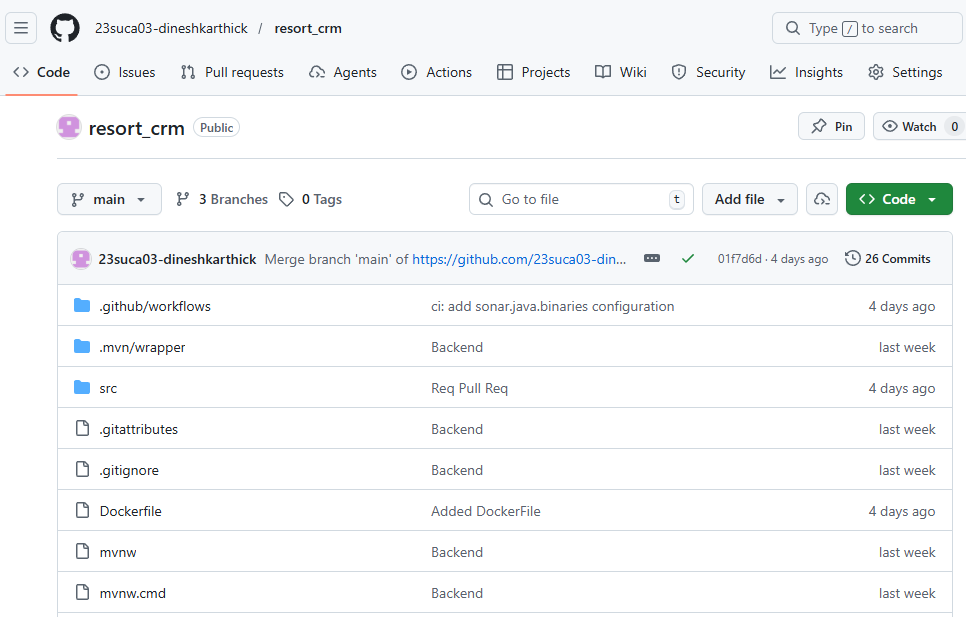 23suca03-dineshkarthick / resort_crm Type / to search
Code Issues Pull requests Agents Actions Projects Wiki Security Insights Settings
resort_crm Public Pin Watch 0
main 3 Branches 0 Tags Go to file t Add file Code
23suca03-dineshkarthick Merge branch 'main' of https://github.com/23suca03-din... 01f7d6d · 4 days ago 26 Commits
.github/workflows ci: add sonar.java.binaries configuration 4 days ago
.mvn/wrapper Backend last week
src Req Pull Req 4 days ago
.gitattributes Backend last week
.gitignore Backend last week
Dockerfile Added DockerFile 4 days ago
mvnw Backend last week
mvnw.cmd Backend last week